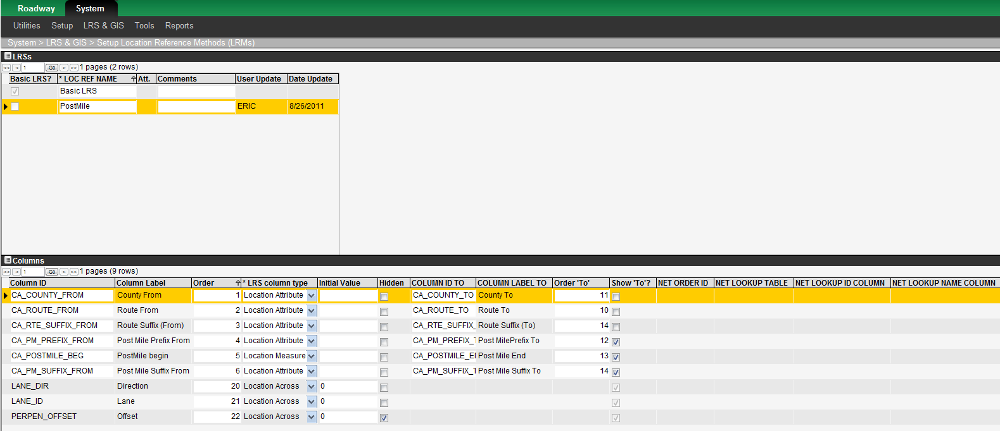 Roadway System
Utilities Setup LRS & GIS Tools Reports
System > LRS & GIS > Setup Location Reference Methods (LRMs)
LRSs
<< < 1 Go > >> 1 pages (2 rows)
Basic LRS? * LOC REF NAME Att. Comments User Update Date Update
Basic LRS
PostMile ERIC 8/26/2011
Columns
<< < 1 Go > >> 1 pages (9 rows)
Column ID Column Label Order * LRS column type Initial Value Hidden COLUMN ID TO COLUMN LABEL TO Order 'To' Show 'To'? NET ORDER ID NET LOOKUP TABLE NET LOOKUP ID COLUMN NET LOOKUP NAME COLUMN
CA_COUNTY_FROM County From 1 Location Attribute CA_COUNTY_TO County To 11
CA_ROUTE_FROM Route From 2 Location Attribute CA_ROUTE_TO Route To 10
CA_RTE_SUFFIX_FROM Route Suffix (From) 3 Location Attribute CA_RTE_SUFFIX_ Route Suffix (To) 14
CA_PM_PREFIX_FROM Post Mile Prefix From 4 Location Attribute CA_PM_PREFIX_T Post MilePrefix To 12
CA_POSTMILE_BEG PostMile begin 5 Location Measure CA_POSTMILE_EI Post Mile End 13
CA_PM_SUFFIX_FROM Post Mile Suffix From 6 Location Attribute CA_PM_SUFFIX_T Post Mile Suffix To 14
LANE_DIR Direction 20 Location Across 0
LANE_ID Lane 21 Location Across 0
PERPEN_OFFSET Offset 22 Location Across 0